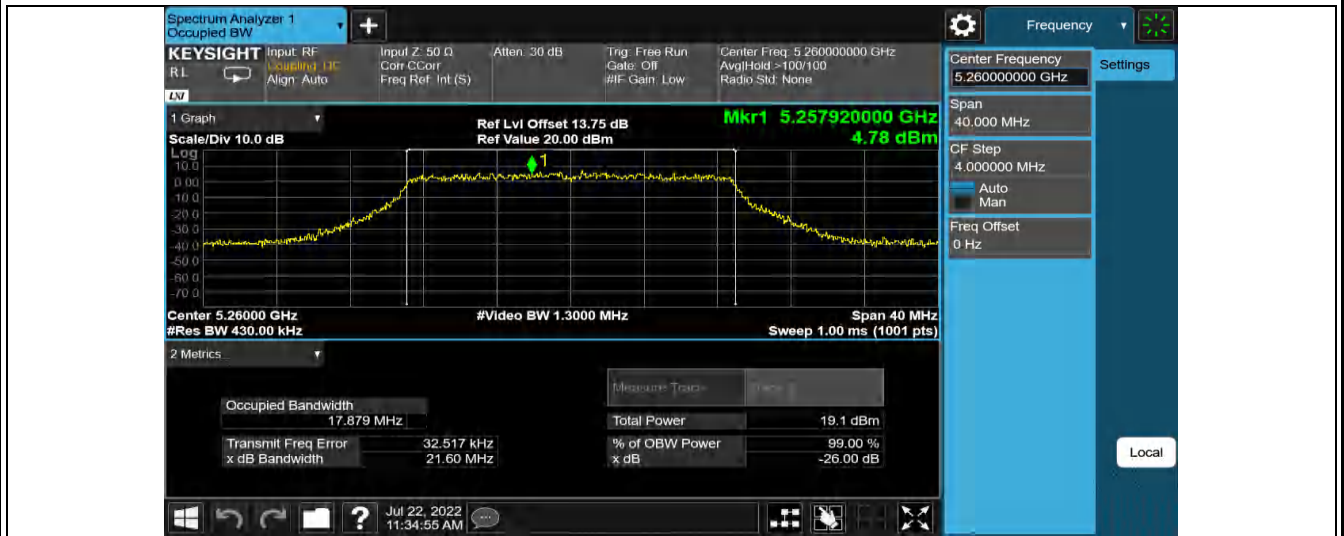 Spectrum Analyzer 1
Occupied BW
Frequency
KEYSIGHT
RL
LXI
Input: RF
Coupling: DC
Align: Auto
Input Z: 50 Ω
Corr CCorr
Freq Ref: Int (S)
Atten: 30 dB
Trig: Free Run
Gate: Off
#IF Gain: Low
Center Freq: 5.260000000 GHz
Avg|Hold:>100/100
Radio Std: None
Center Frequency
5.260000000 GHz
Settings
Span
40.000 MHz
CF Step
4.000000 MHz
Auto
Man
Freq Offset
0 Hz
Local
1 Graph
Scale/Div 10.0 dB
Ref Lvl Offset 13.75 dB
Ref Value 20.00 dBm
Mkr1 5.257920000 GHz
4.78 dBm
Log
1
10.0
0.00
-10.0
-20.0
-30.0
-40.0
-50.0
-60.0
-70.0
Center 5.26000 GHz
#Video BW 1.3000 MHz
Span 40 MHz
#Res BW 430.00 kHz
Sweep 1.00 ms (1001 pts)
2 Metrics
Measure Trace
Occupied Bandwidth
17.879 MHz
Total Power 19.1 dBm
Transmit Freq Error 32.517 kHz
% of OBW Power 99.00 %
x dB Bandwidth 21.60 MHz
x dB -26.00 dB
?
Jul 22, 2022
11:34:55 AM